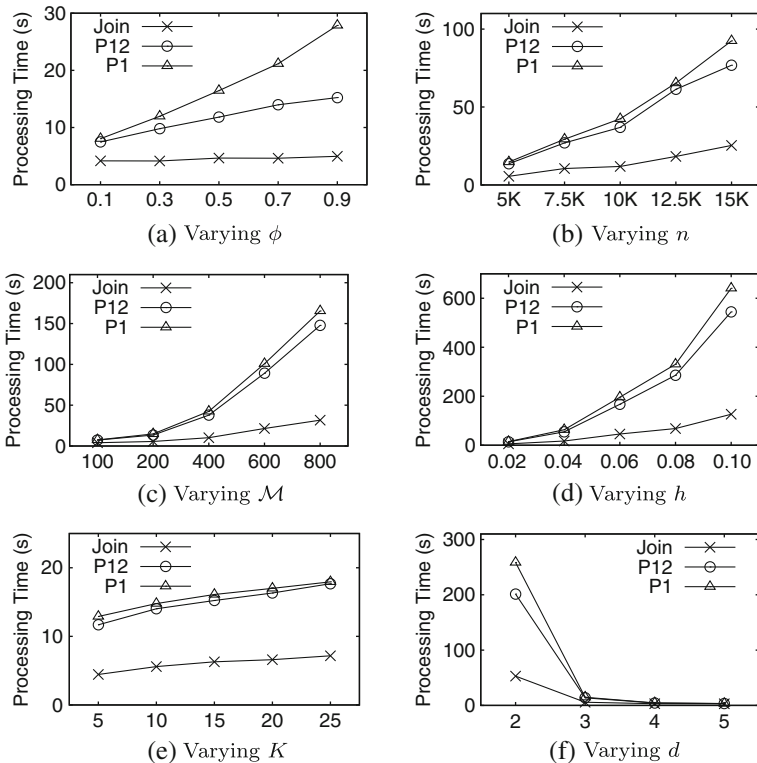 Processing Time (s)
30
20
10
0
Join
P12
P1
0.1 0.3 0.5 0.7 0.9
(a) Varying ϕ
Processing Time (s)
100
50
0
Join
P12
P1
5K 7.5K 10K 12.5K 15K
(b) Varying n
Processing Time (s)
200
150
100
50
0
Join
P12
P1
100 200 400 600 800
(c) Varying ℳ
Processing Time (s)
600
400
200
0
Join
P12
P1
0.02 0.04 0.06 0.08 0.10
(d) Varying h
Processing Time (s)
20
10
0
Join
P12
P1
5 10 15 20 25
(e) Varying K
Processing Time (s)
300
200
100
0
Join
P12
P1
2 3 4 5
(f) Varying d